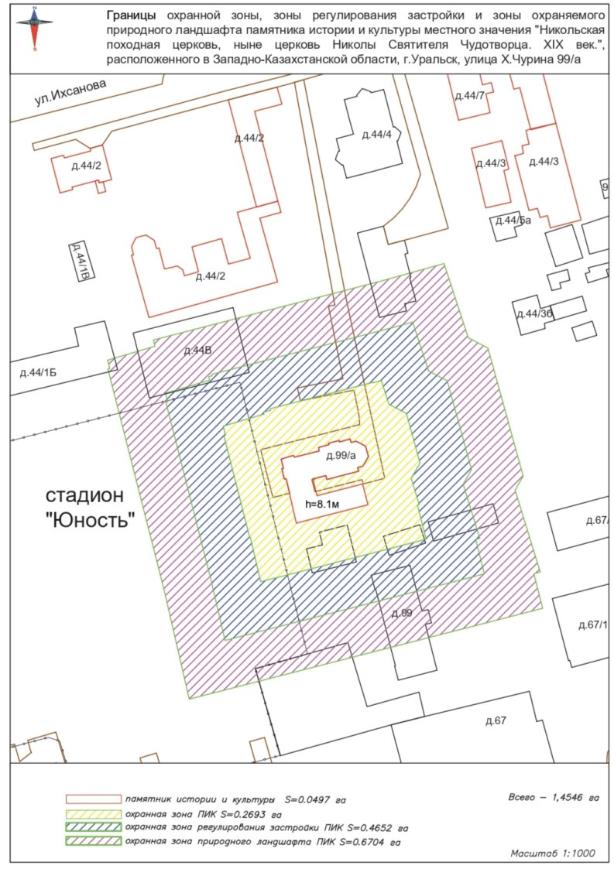 Границы охранной зоны, зоны регулирования застройки и зоны охраняемого
природного ландшафта памятника истории и культуры местного значения "Никольская
походная церковь, ныне церковь Николы Святителя Чудотворца. XIX век.",
расположенного в Западно-Казахстанской области, г.Уральск, улица Х.Чурина 99/а
ул.Ихсанова
д.44/7
д.44/2
д.44/4
д.44/2
д.44/3
д.44/3
д.44/5а
д.44/1В
д.44/2
д.44/3б
д.44В
д.44/1Б
д.99/а
стадион
"Юность"
h=8.1м
д.67/
д.99
д.67/1
д.67
памятник истории и культуры S=0.0497 га
Всего – 1,4546 га
охранная зона ПИК S=0.2693 га
охранная зона регулирования застройки ПИК S=0.4652 га
охранная зона природного ландшафта ПИК S=0.6704 га
Масштаб 1:1000